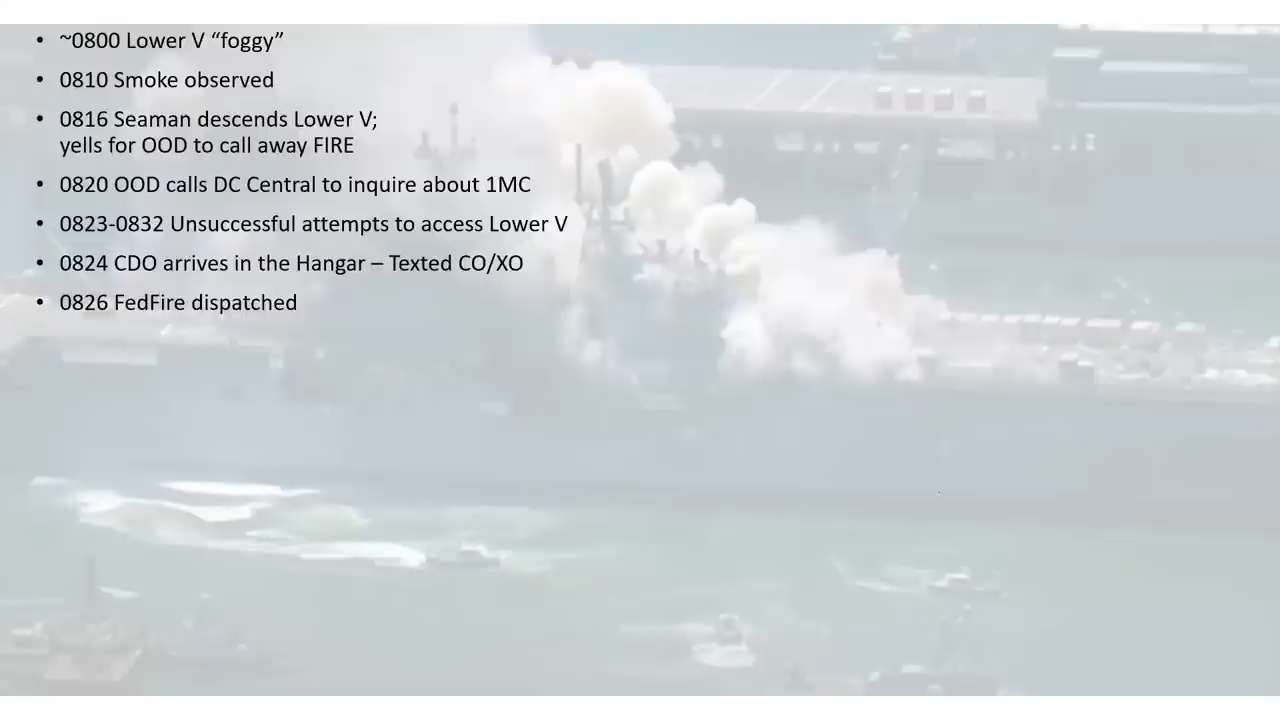 • ~0800 Lower V “foggy”
• 0810 Smoke observed
• 0816 Seaman descends Lower V;
yells for OOD to call away FIRE
• 0820 OOD calls DC Central to inquire about 1MC
• 0823-0832 Unsuccessful attempts to access Lower V
• 0824 CDO arrives in the Hangar – Texted CO/XO
• 0826 FedFire dispatched